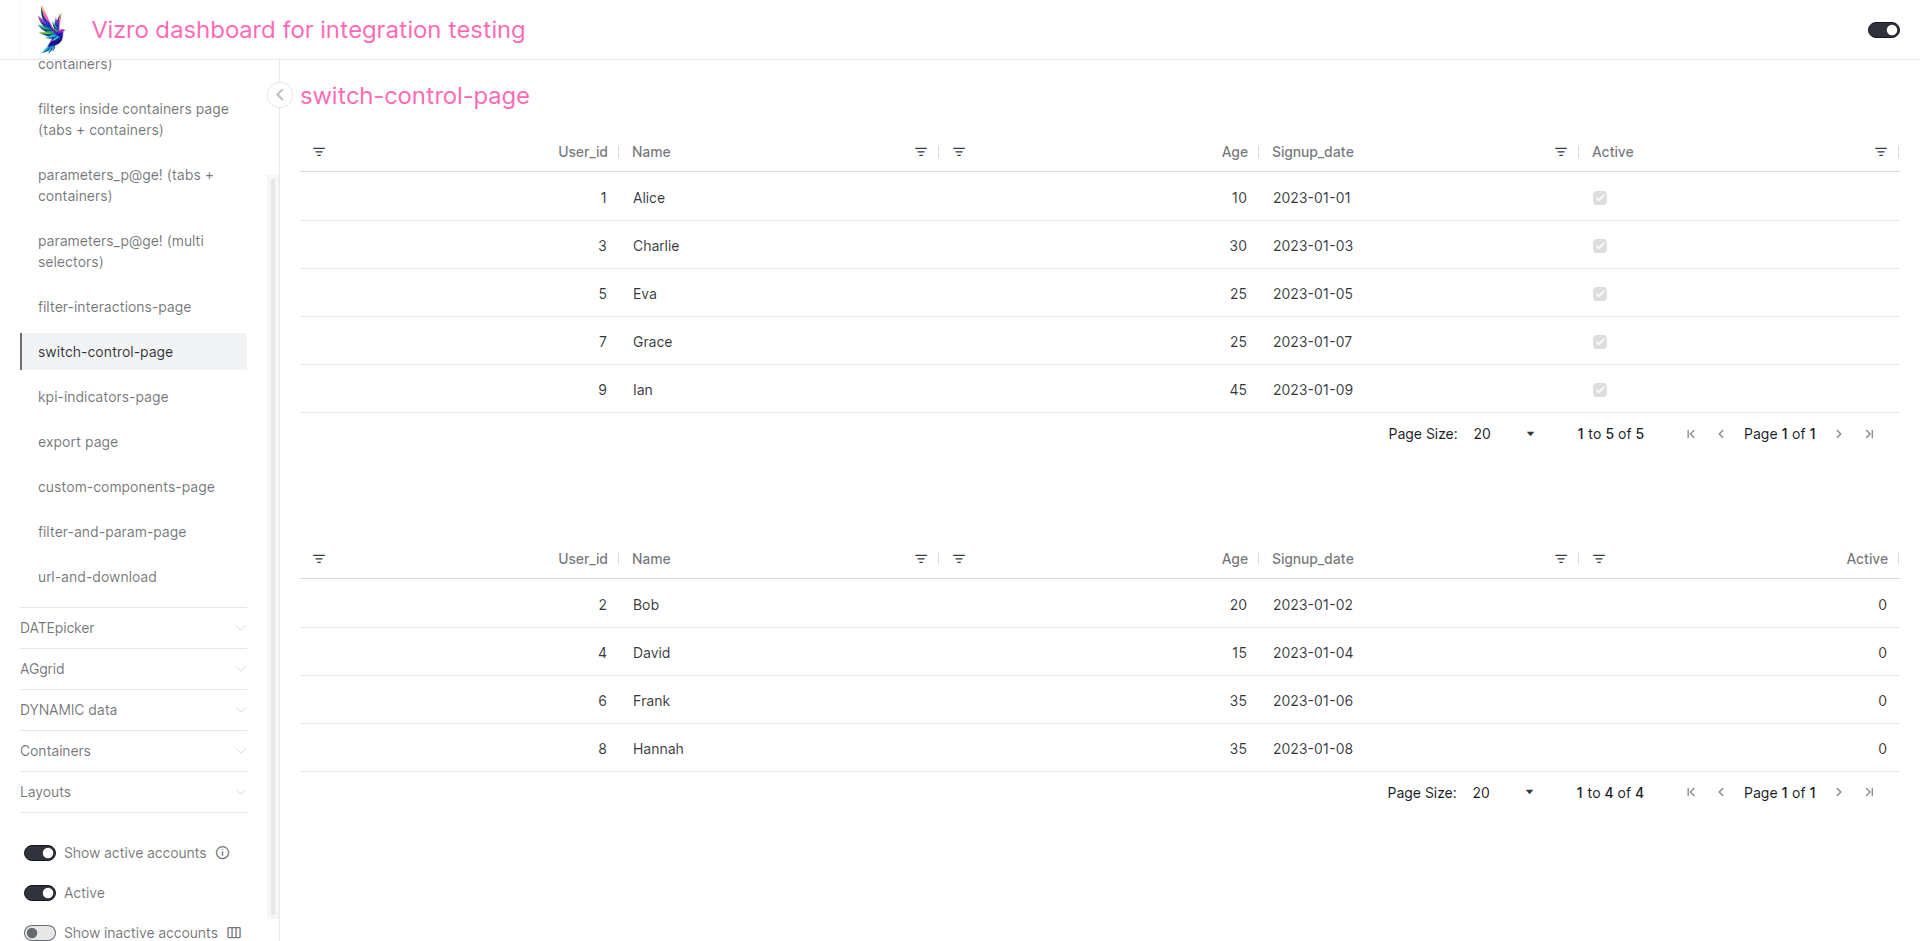 Vizro dashboard for integration testing
containers)
filters inside containers page
(tabs + containers)
parameters_p@ge! (tabs +
containers)
parameters_p@ge! (multi
selectors)
filter-interactions-page
switch-control-page
kpi-indicators-page
export page
custom-components-page
filter-and-param-page
url-and-download
DATEpicker
AGgrid
DYNAMIC data
Containers
Layouts
Show active accounts
Active
Show inactive accounts
switch-control-page
User_id Name Age Signup_date Active
1 Alice 10 2023-01-01
3 Charlie 30 2023-01-03
5 Eva 25 2023-01-05
7 Grace 25 2023-01-07
9 Ian 45 2023-01-09
Page Size: 20 1 to 5 of 5 Page 1 of 1
User_id Name Age Signup_date Active
2 Bob 20 2023-01-02 0
4 David 15 2023-01-04 0
6 Frank 35 2023-01-06 0
8 Hannah 35 2023-01-08 0
Page Size: 20 1 to 4 of 4 Page 1 of 1